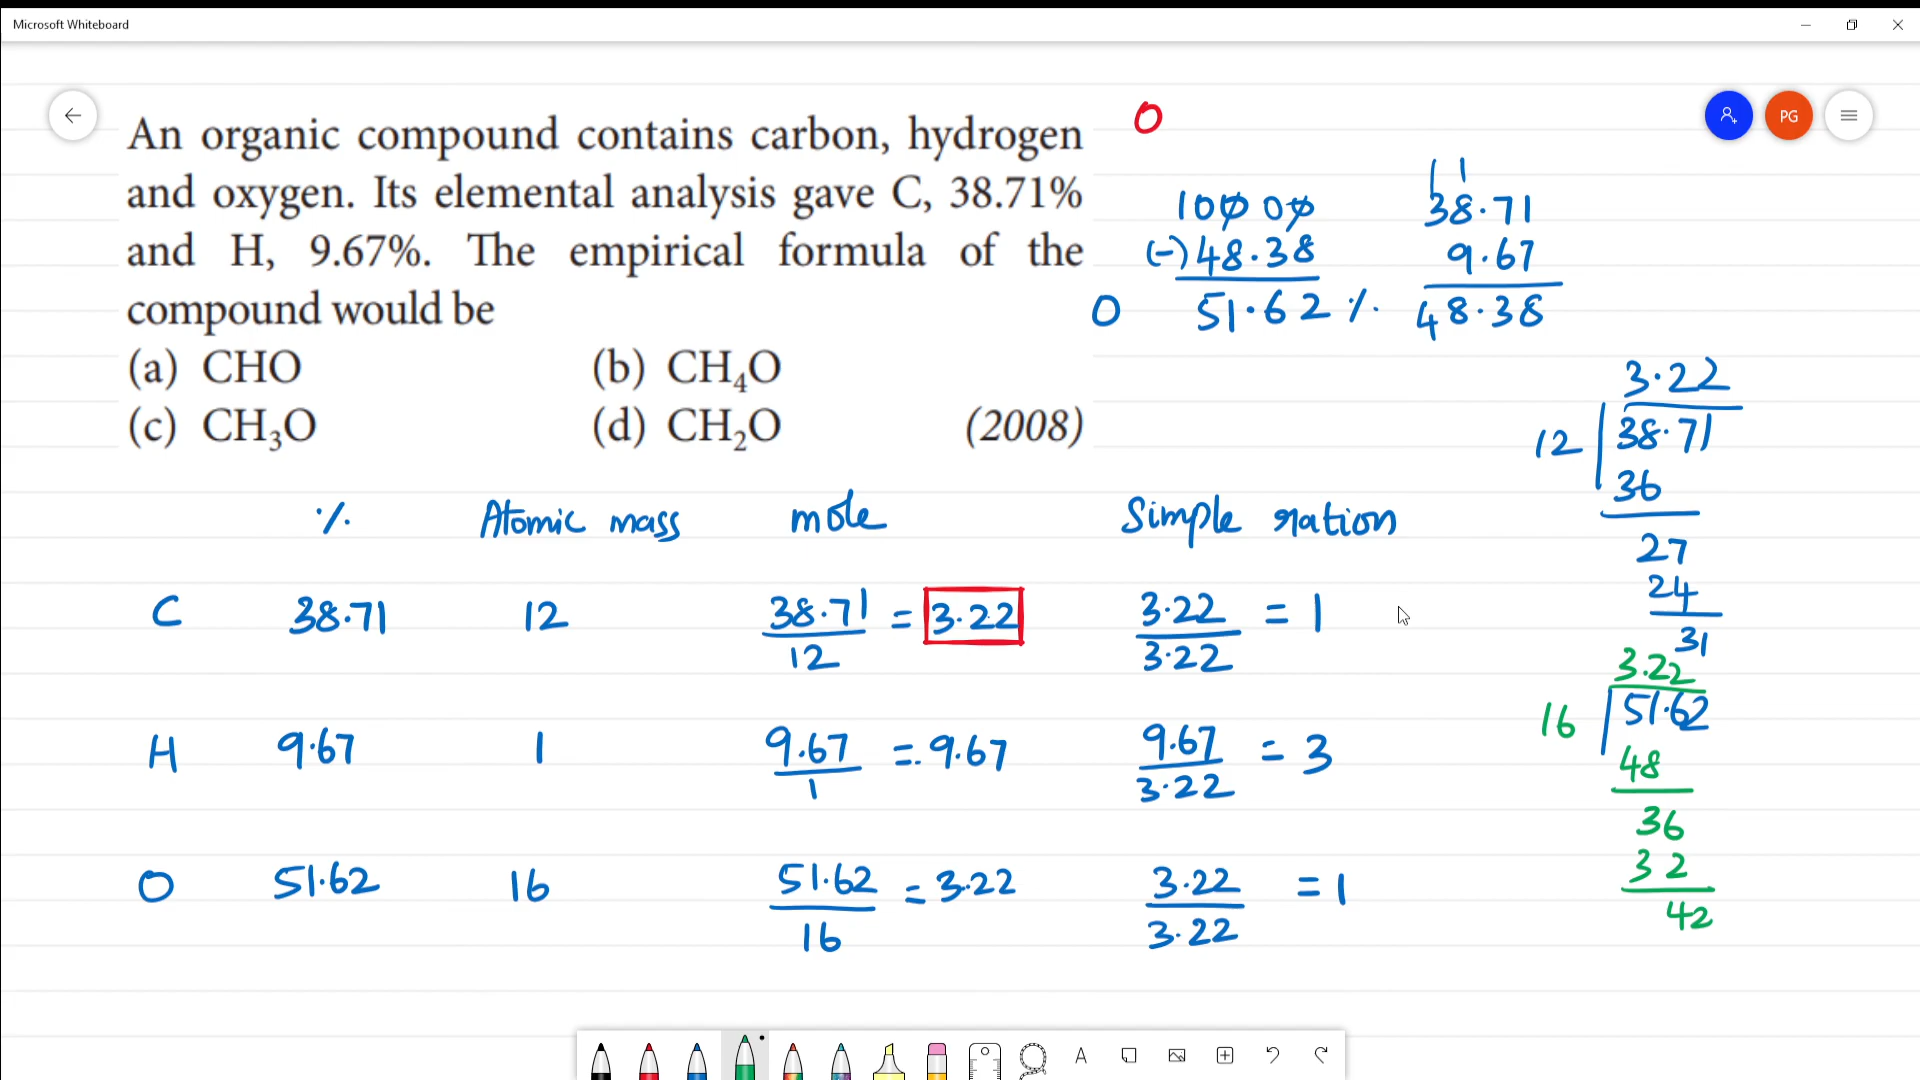 Microsoft Whiteboard
PG
An organic compound contains carbon, hydrogen
and oxygen. Its elemental analysis gave C, 38.71%
and H, 9.67%. The empirical formula of the
compound would be
(a) CHO (b) CH₄O
(c) CH₃O (d) CH₂O (2008)
O
1 1
100 00 38.71
(-) 48.38 9.67
O 51.62 % 48.38
3.22
12 38.71
36
27
24
31
% Atomic mass mole Simple ration
C 38.71 12 38.71/12 = 3.22 3.22/3.22 = 1
H 9.67 1 9.67/1 = 9.67 9.67/3.22 = 3
O 51.62 16 51.62/16 = 3.22 3.22/3.22 = 1
3.22
16 51.62
48
36
32
42
A